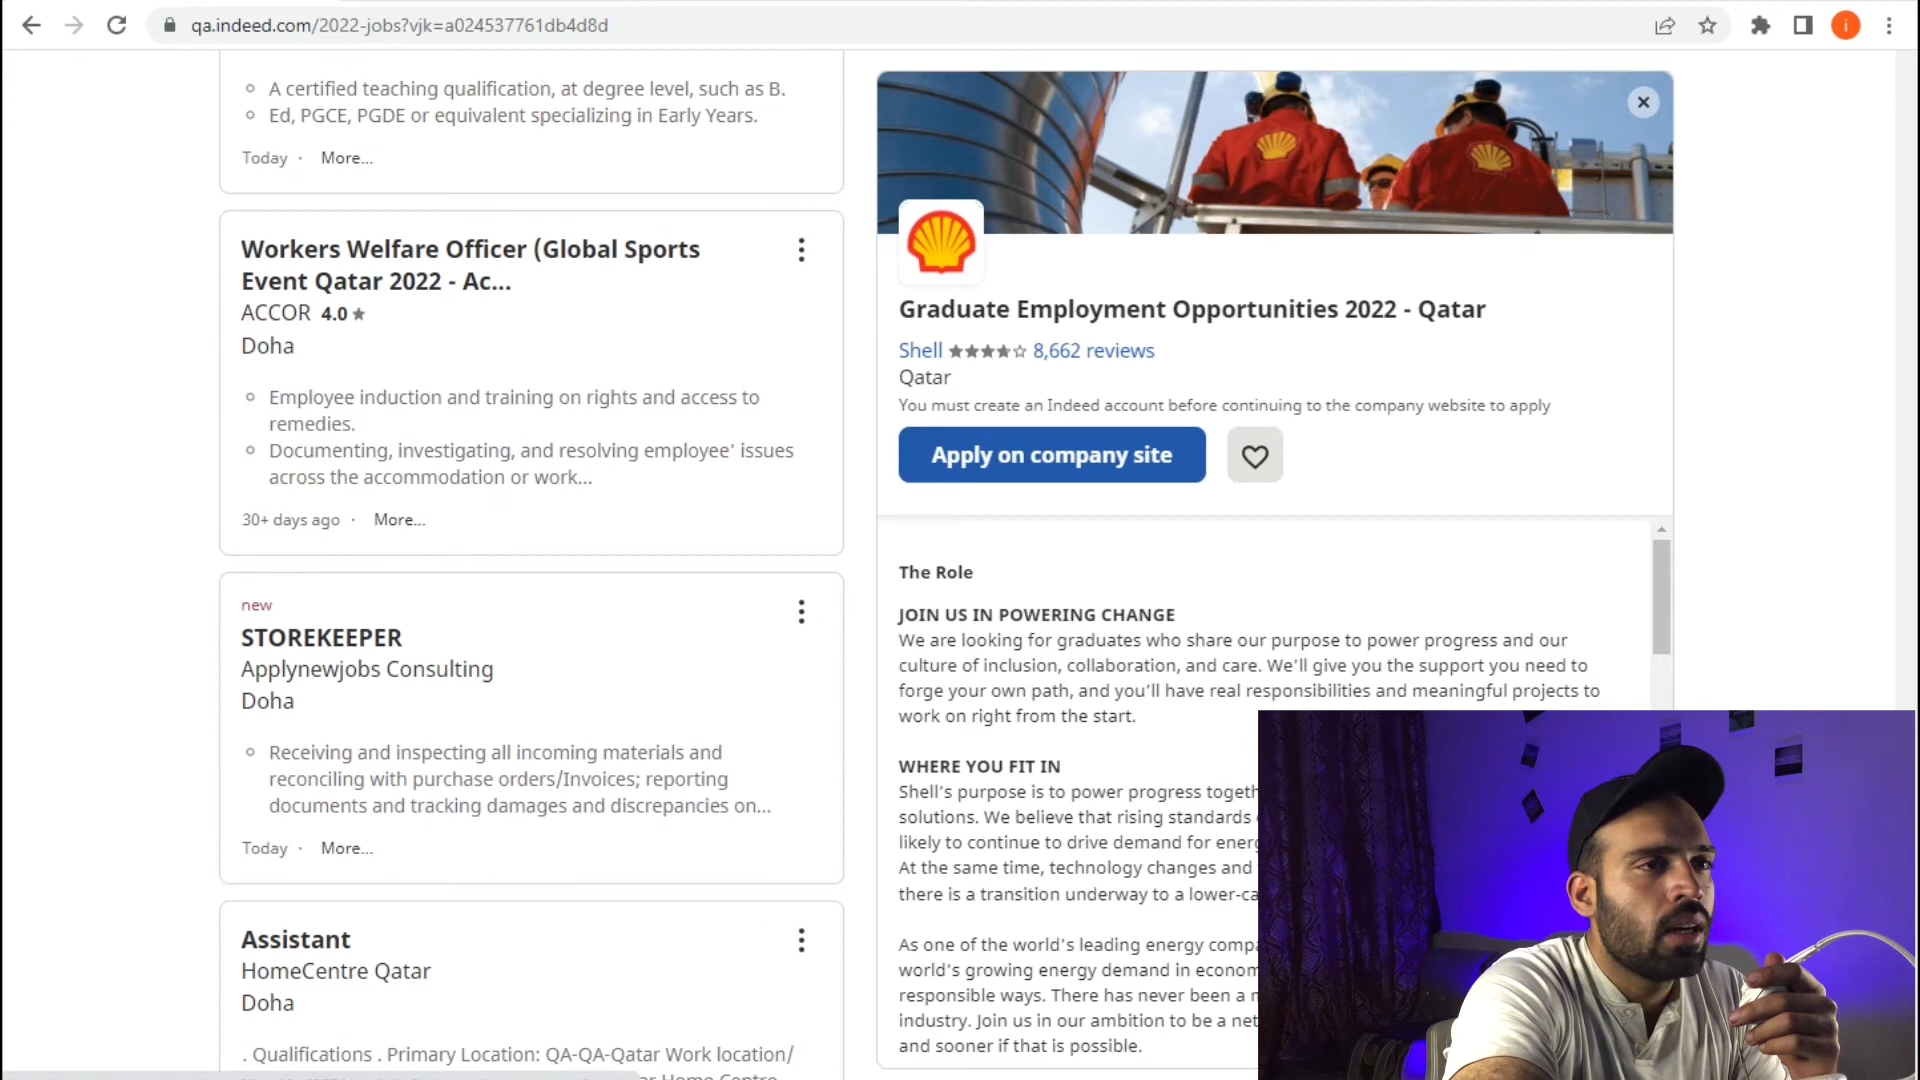 qa.indeed.com/2022-jobs?vjk=a024537761db4d8d
i
A certified teaching qualification, at degree level, such as B.
Ed, PGCE, PGDE or equivalent specializing in Early Years.
Today · More...
Workers Welfare Officer (Global Sports
Event Qatar 2022 - Ac...
ACCOR 4.0
Doha
Employee induction and training on rights and access to
remedies.
Documenting, investigating, and resolving employee' issues
across the accommodation or work...
30+ days ago · More...
new
STOREKEEPER
Applynewjobs Consulting
Doha
Receiving and inspecting all incoming materials and
reconciling with purchase orders/Invoices; reporting
documents and tracking damages and discrepancies on...
Today · More...
Assistant
HomeCentre Qatar
Doha
. Qualifications . Primary Location: QA-QA-Qatar Work location/
Graduate Employment Opportunities 2022 - Qatar
Shell 8,662 reviews
Qatar
You must create an Indeed account before continuing to the company website to apply
Apply on company site
The Role
JOIN US IN POWERING CHANGE
We are looking for graduates who share our purpose to power progress and our
culture of inclusion, collaboration, and care. We'll give you the support you need to
forge your own path, and you'll have real responsibilities and meaningful projects to
work on right from the start.
WHERE YOU FIT IN
Shell's purpose is to power progress
solutions. We believe that rising standards
likely to continue to drive demand for
At the same time, technology changes and
there is a transition underway to a
As one of the world's leading energy
world's growing energy demand in
responsible ways. There has never been a
industry. Join us in our ambition to be a
and sooner if that is possible.